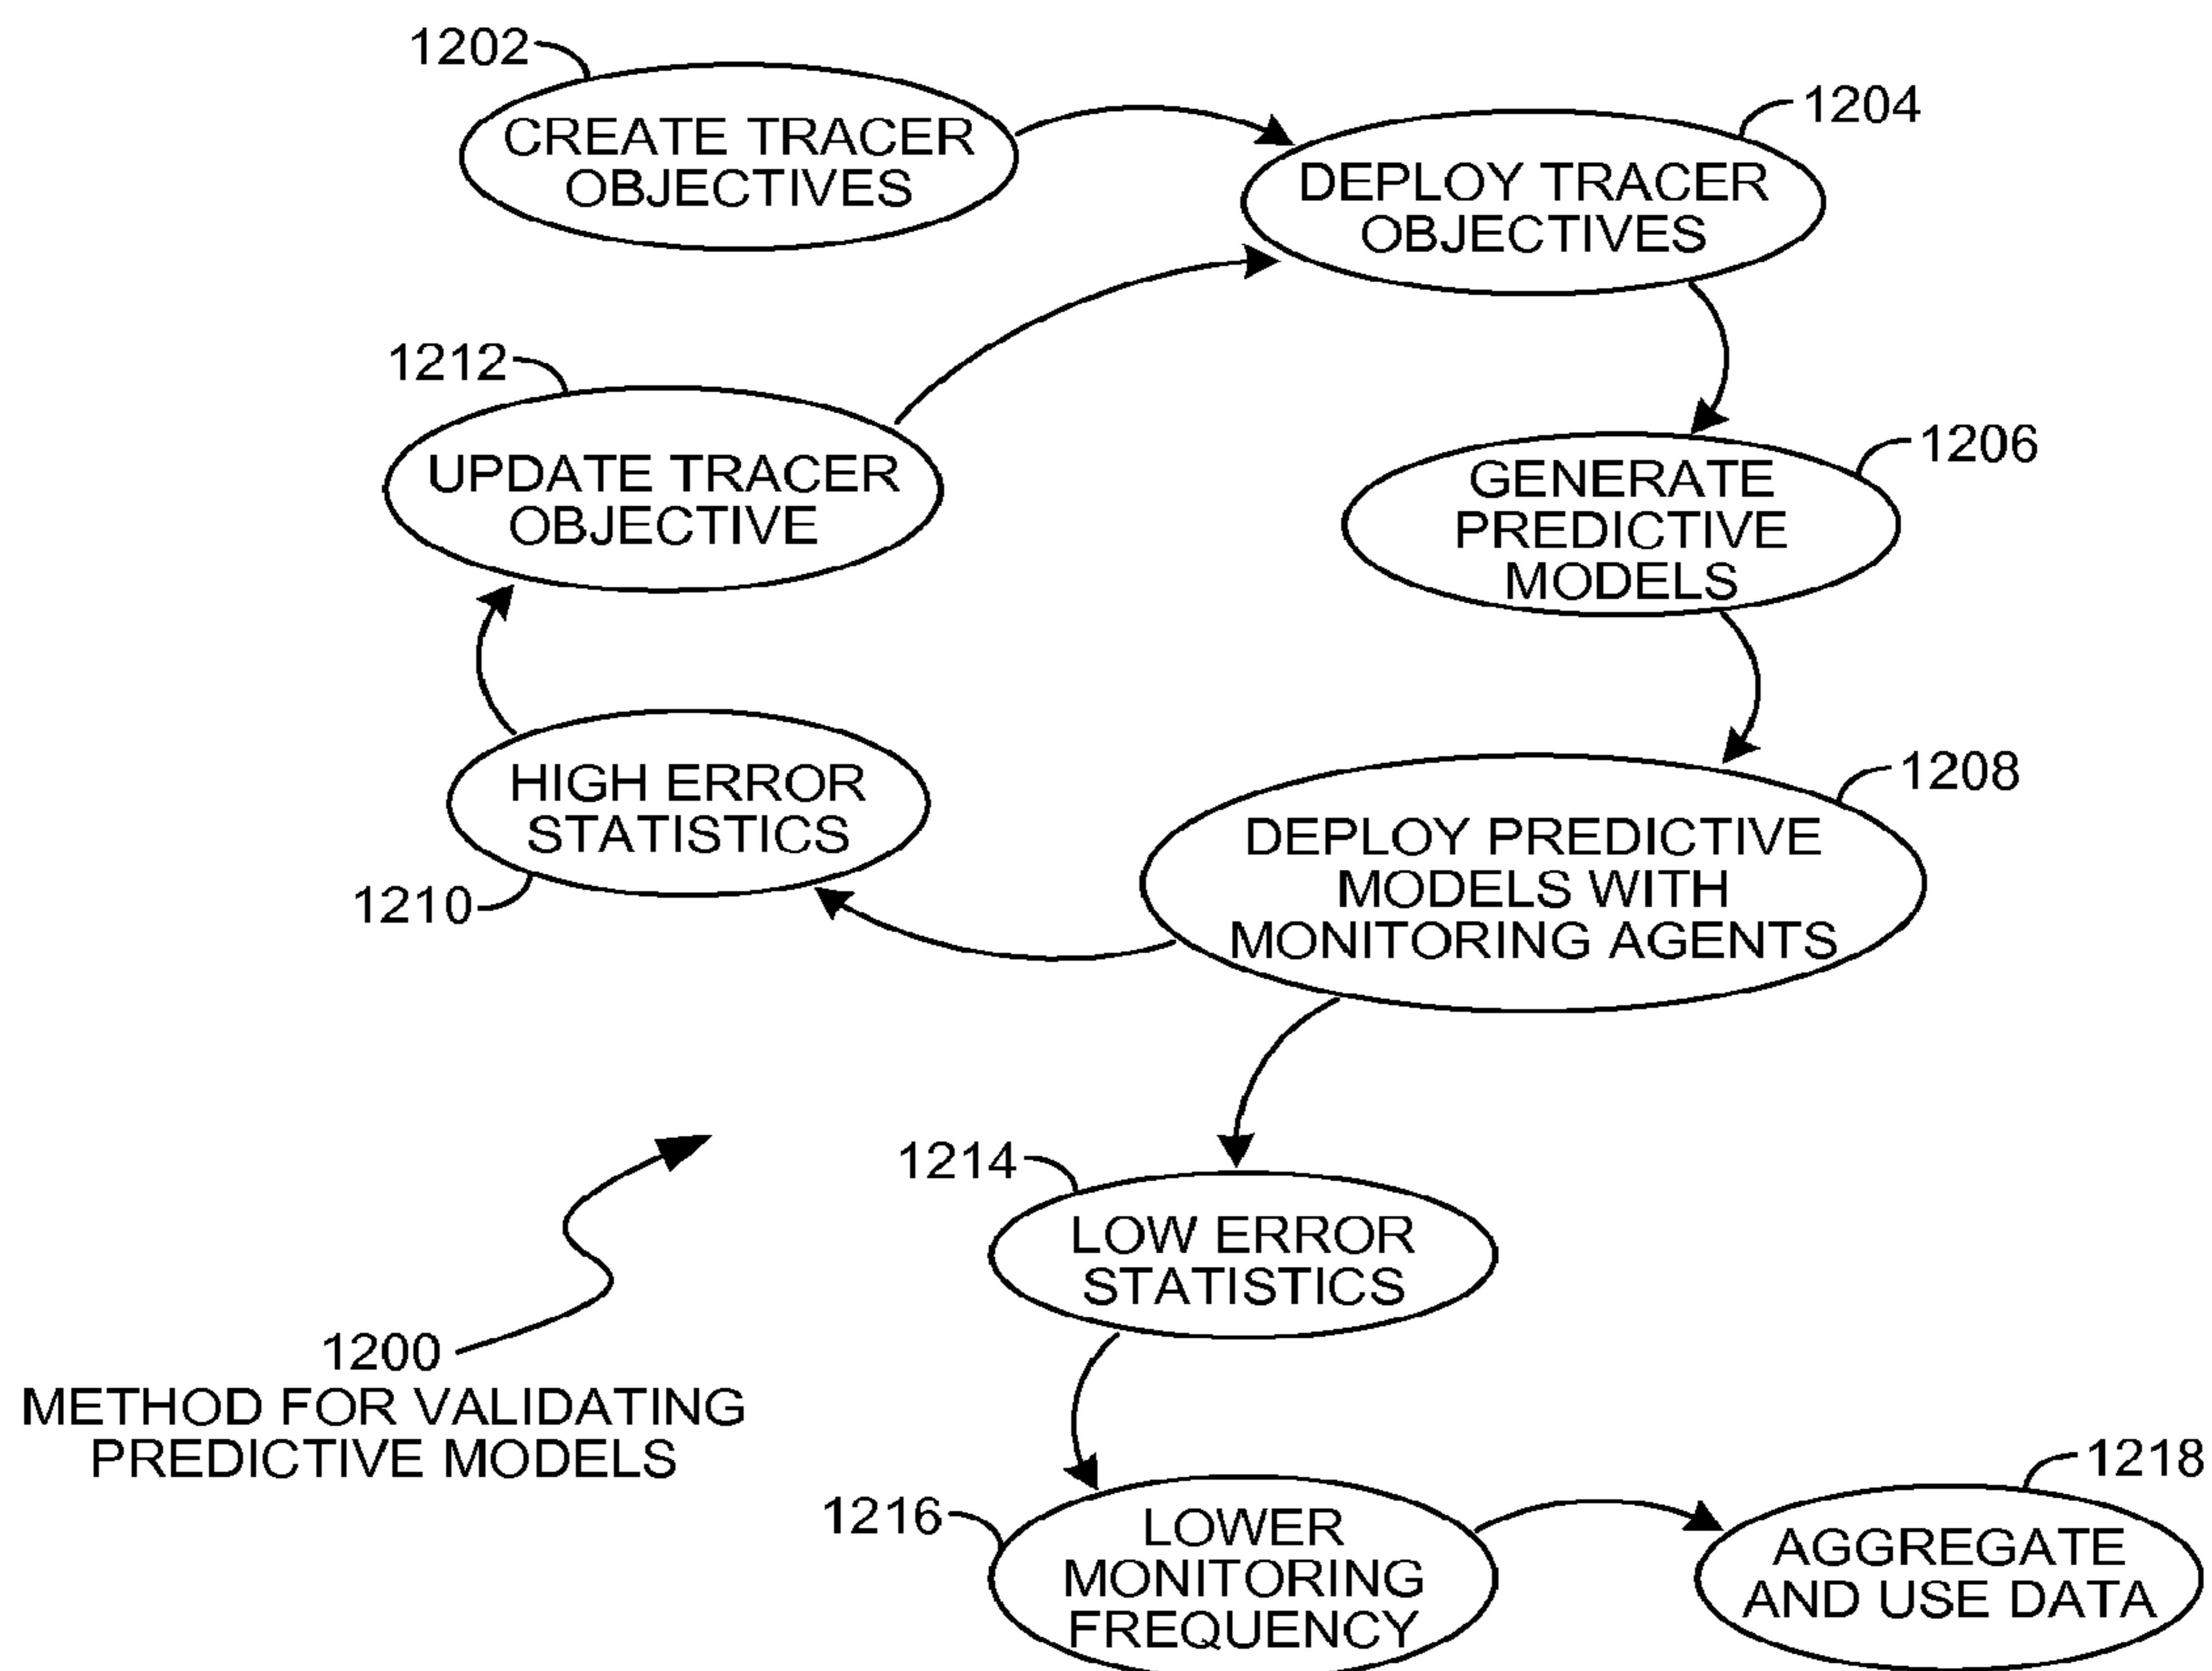 1202
CREATE TRACER
OBJECTIVES
1204
DEPLOY TRACER
OBJECTIVES
1212
UPDATE TRACER
OBJECTIVE
1206
GENERATE
PREDICTIVE
MODELS
1210
HIGH ERROR
STATISTICS
1208
DEPLOY PREDICTIVE
MODELS WITH
MONITORING AGENTS
1214
LOW ERROR
STATISTICS
1200
METHOD FOR VALIDATING
PREDICTIVE MODELS
1216
LOWER
MONITORING
FREQUENCY
1218
AGGREGATE
AND USE DATA